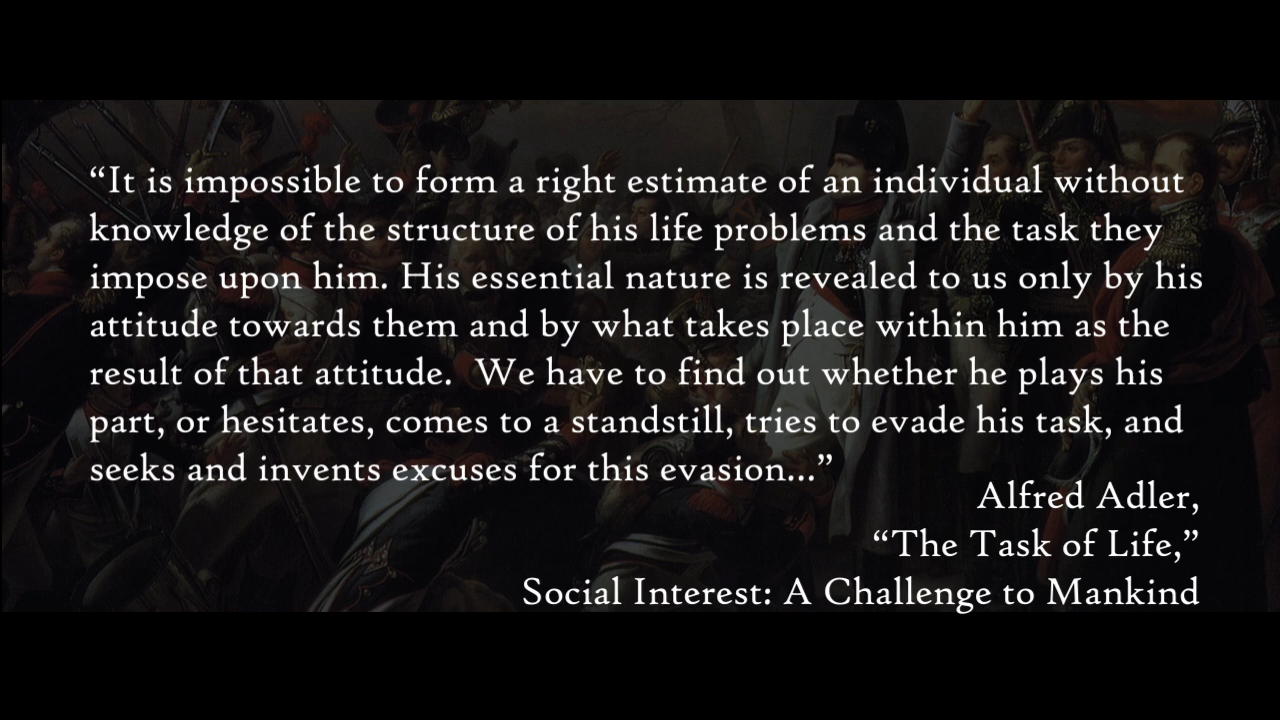 “It is impossible to form a right estimate of an individual without
knowledge of the structure of his life problems and the task they
impose upon him. His essential nature is revealed to us only by his
attitude towards them and by what takes place within him as the
result of that attitude.  We have to find out whether he plays his
part, or hesitates, comes to a standstill, tries to evade his task, and
seeks and invents excuses for this evasion...”
Alfred Adler,
“The Task of Life,”
Social Interest: A Challenge to Mankind